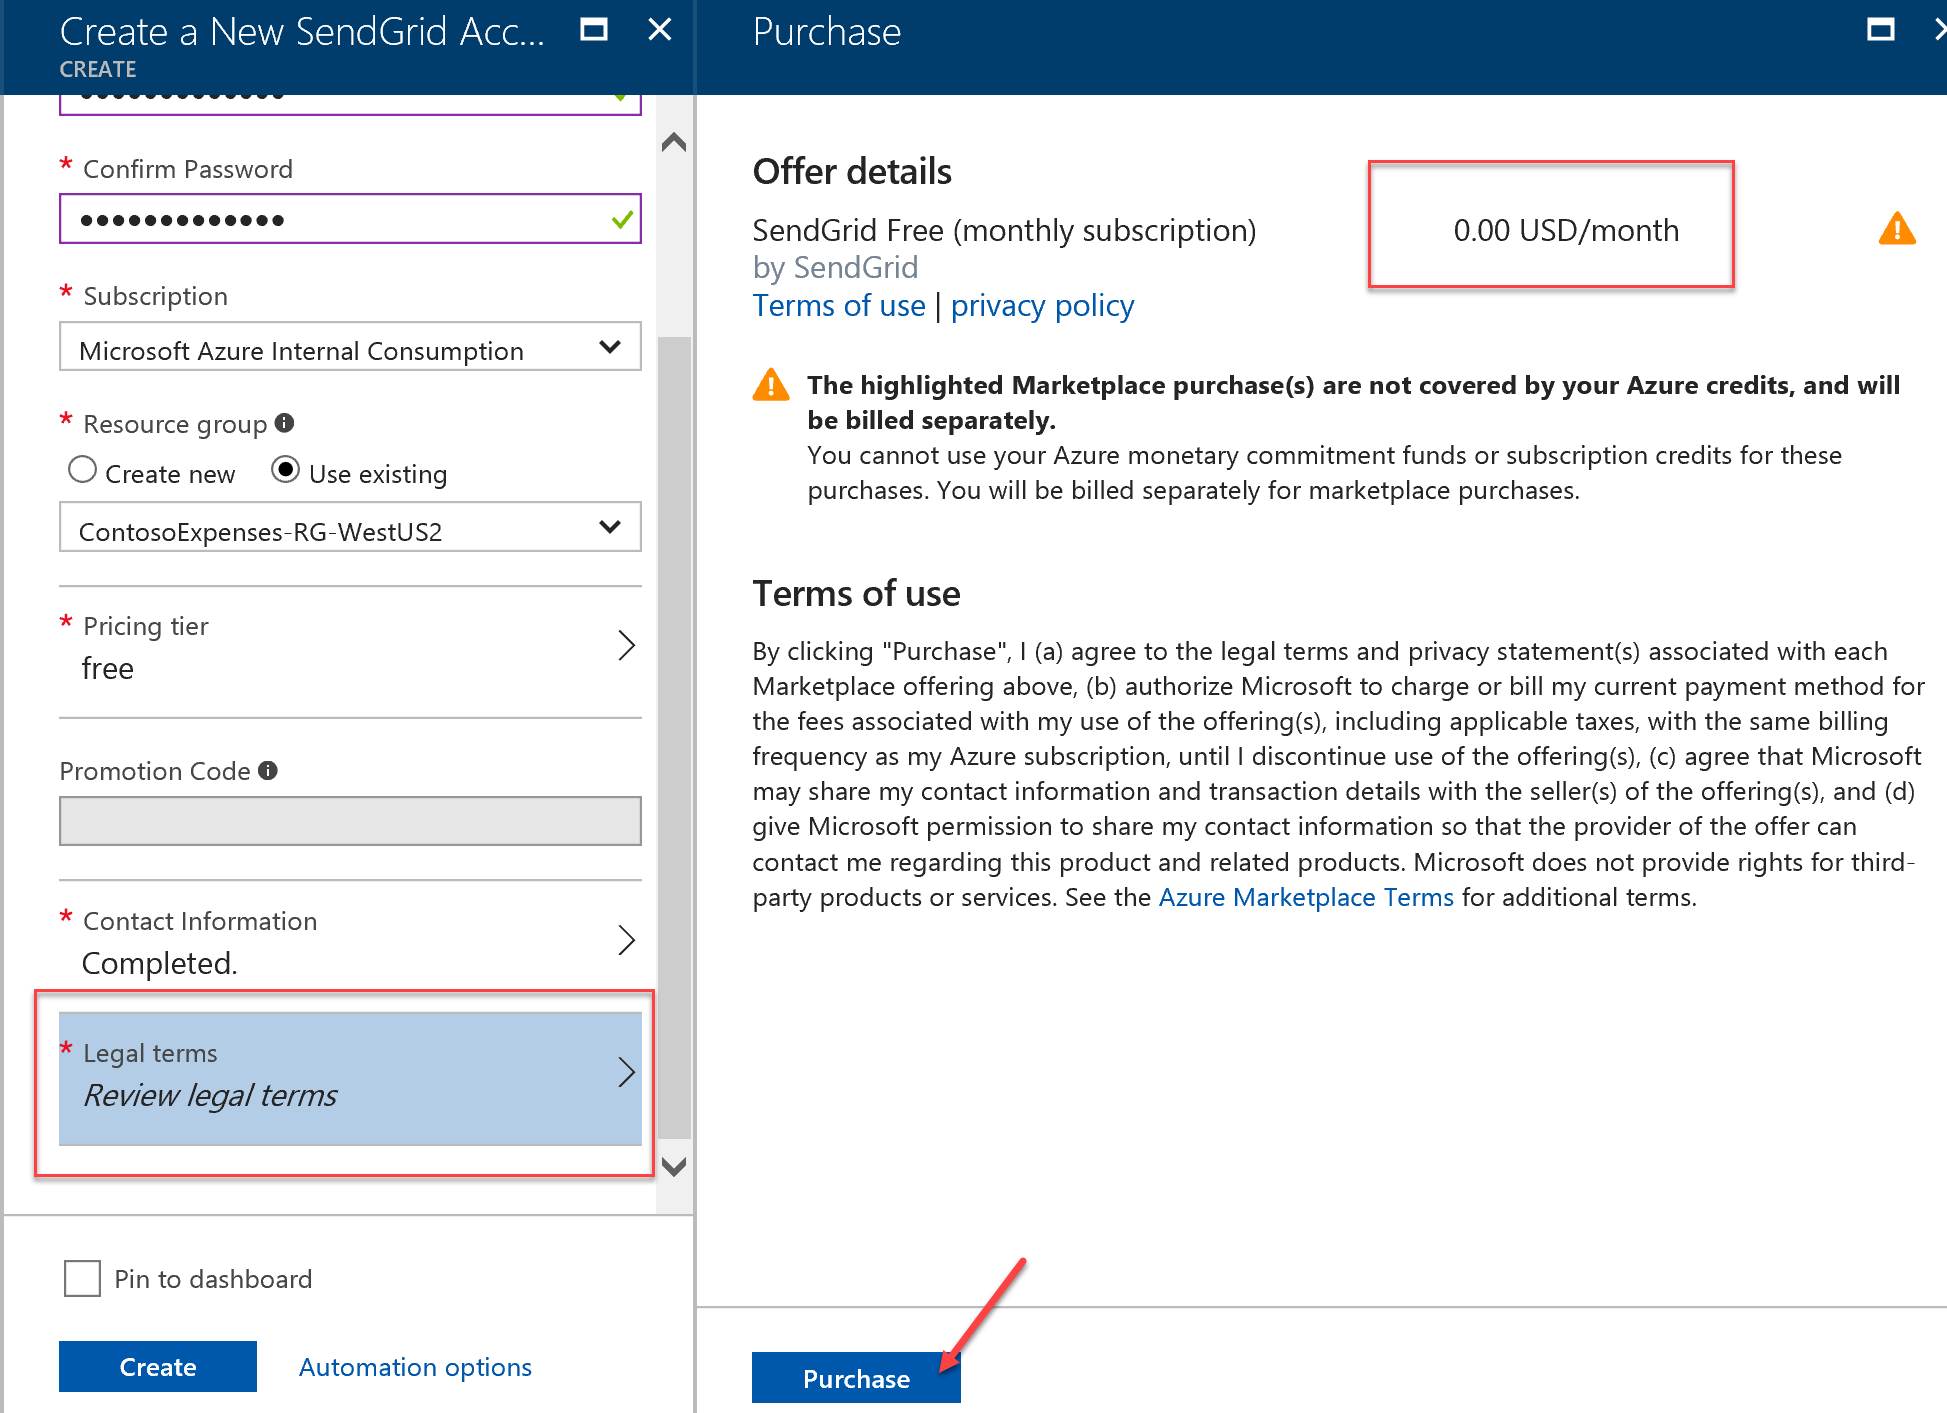 Create a New SendGrid Acc...
CREATE
Confirm Password
Subscription
Microsoft Azure Internal Consumption
Resource group
Create new
Use existing
ContosoExpenses-RG-WestUS2
Pricing tier
free
Promotion Code
Contact Information
Completed.
Legal terms
Review legal terms
Pin to dashboard
Create
Automation options
Purchase
Offer details
SendGrid Free (monthly subscription)
0.00 USD/month
by SendGrid
Terms of use | privacy policy
The highlighted Marketplace purchase(s) are not covered by your Azure credits, and will
be billed separately.
You cannot use your Azure monetary commitment funds or subscription credits for these
purchases. You will be billed separately for marketplace purchases.
Terms of use
By clicking "Purchase", I (a) agree to the legal terms and privacy statement(s) associated with each
Marketplace offering above, (b) authorize Microsoft to charge or bill my current payment method for
the fees associated with my use of the offering(s), including applicable taxes, with the same billing
frequency as my Azure subscription, until I discontinue use of the offering(s), (c) agree that Microsoft
may share my contact information and transaction details with the seller(s) of the offering(s), and (d)
give Microsoft permission to share my contact information so that the provider of the offer can
contact me regarding this product and related products. Microsoft does not provide rights for third-
party products or services. See the Azure Marketplace Terms for additional terms.
Purchase